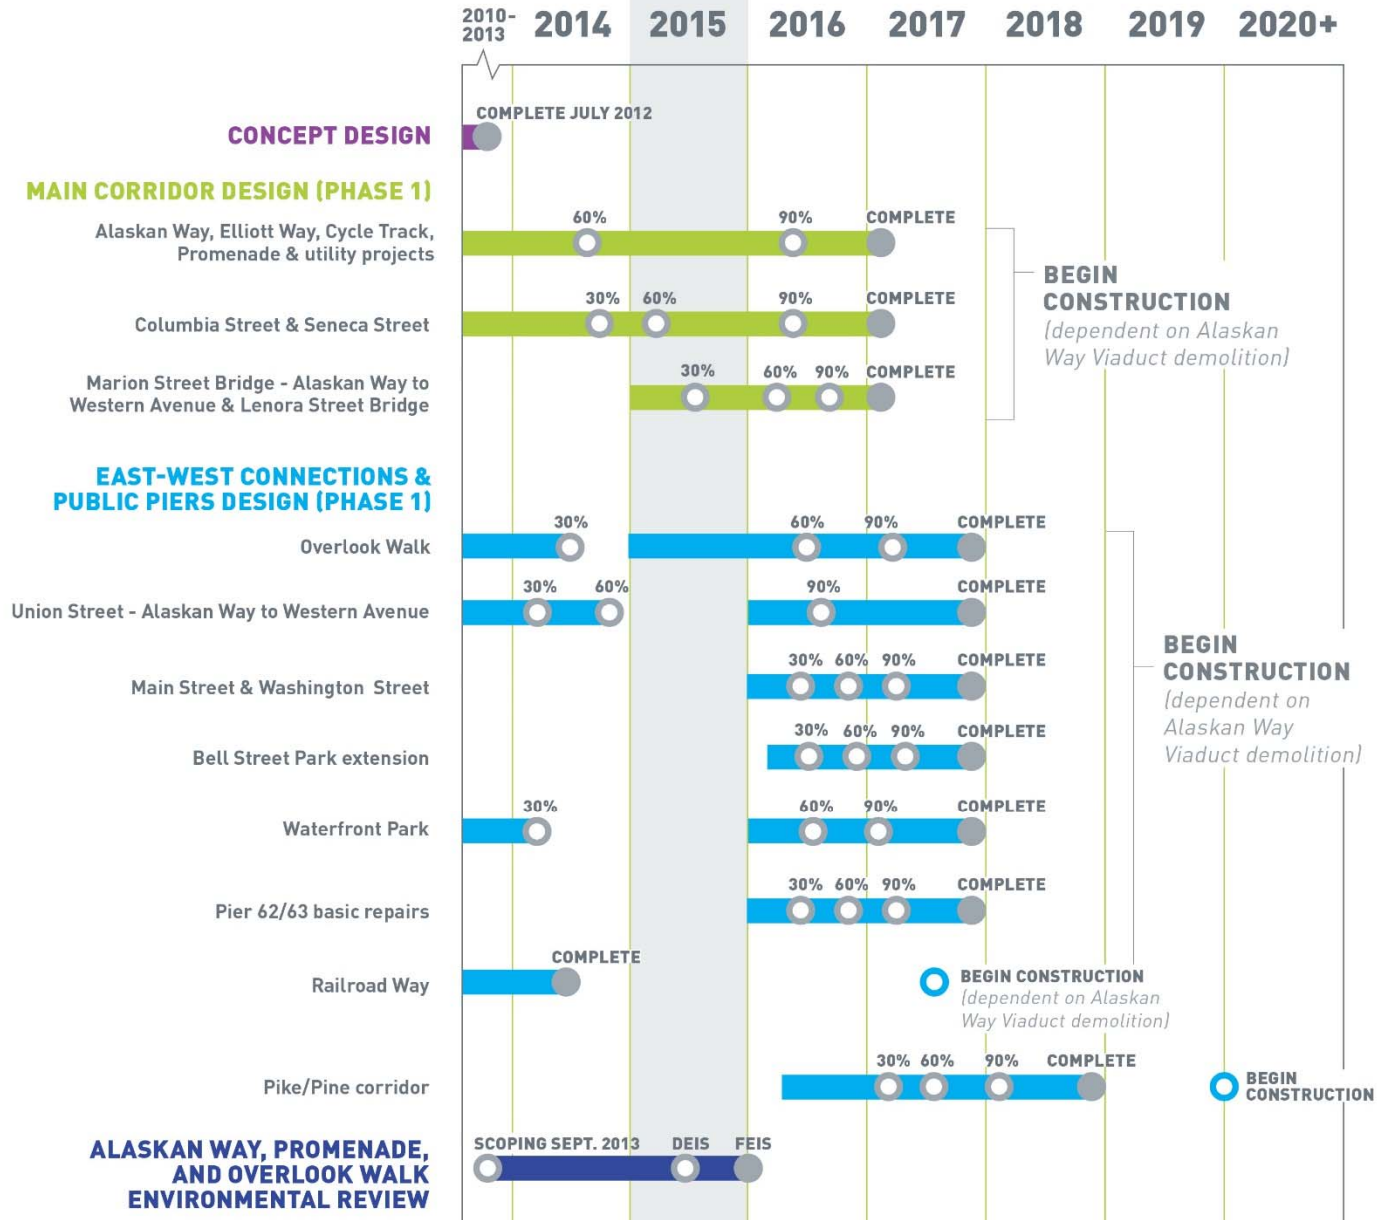 2010-
2013
2014
2015
2016
2017
2018
2019
2020+
COMPLETE JULY 2012
CONCEPT DESIGN
MAIN CORRIDOR DESIGN (PHASE 1)
60%
90%
COMPLETE
Alaskan Way, Elliott Way, Cycle Track,
Promenade & utility projects
30%
60%
90%
COMPLETE
Columbia Street & Seneca Street
30%
60%
90%
COMPLETE
Marion Street Bridge - Alaskan Way to
Western Avenue & Lenora Street Bridge
BEGIN
CONSTRUCTION
(dependent on Alaskan
Way Viaduct demolition)
EAST-WEST CONNECTIONS &
PUBLIC PIERS DESIGN (PHASE 1)
30%
60%
90%
COMPLETE
Overlook Walk
30%
60%
90%
COMPLETE
Union Street - Alaskan Way to Western Avenue
30%
60%
90%
COMPLETE
Main Street & Washington Street
30%
60%
90%
COMPLETE
Bell Street Park extension
30%
60%
90%
COMPLETE
Waterfront Park
30%
60%
90%
COMPLETE
Pier 62/63 basic repairs
BEGIN
CONSTRUCTION
(dependent on
Alaskan Way
Viaduct demolition)
COMPLETE
Railroad Way
BEGIN CONSTRUCTION
(dependent on Alaskan
Way Viaduct demolition)
30%
60%
90%
COMPLETE
Pike/Pine corridor
BEGIN
CONSTRUCTION
SCOPING SEPT. 2013
DEIS
FEIS
ALASKAN WAY, PROMENADE,
AND OVERLOOK WALK
ENVIRONMENTAL REVIEW